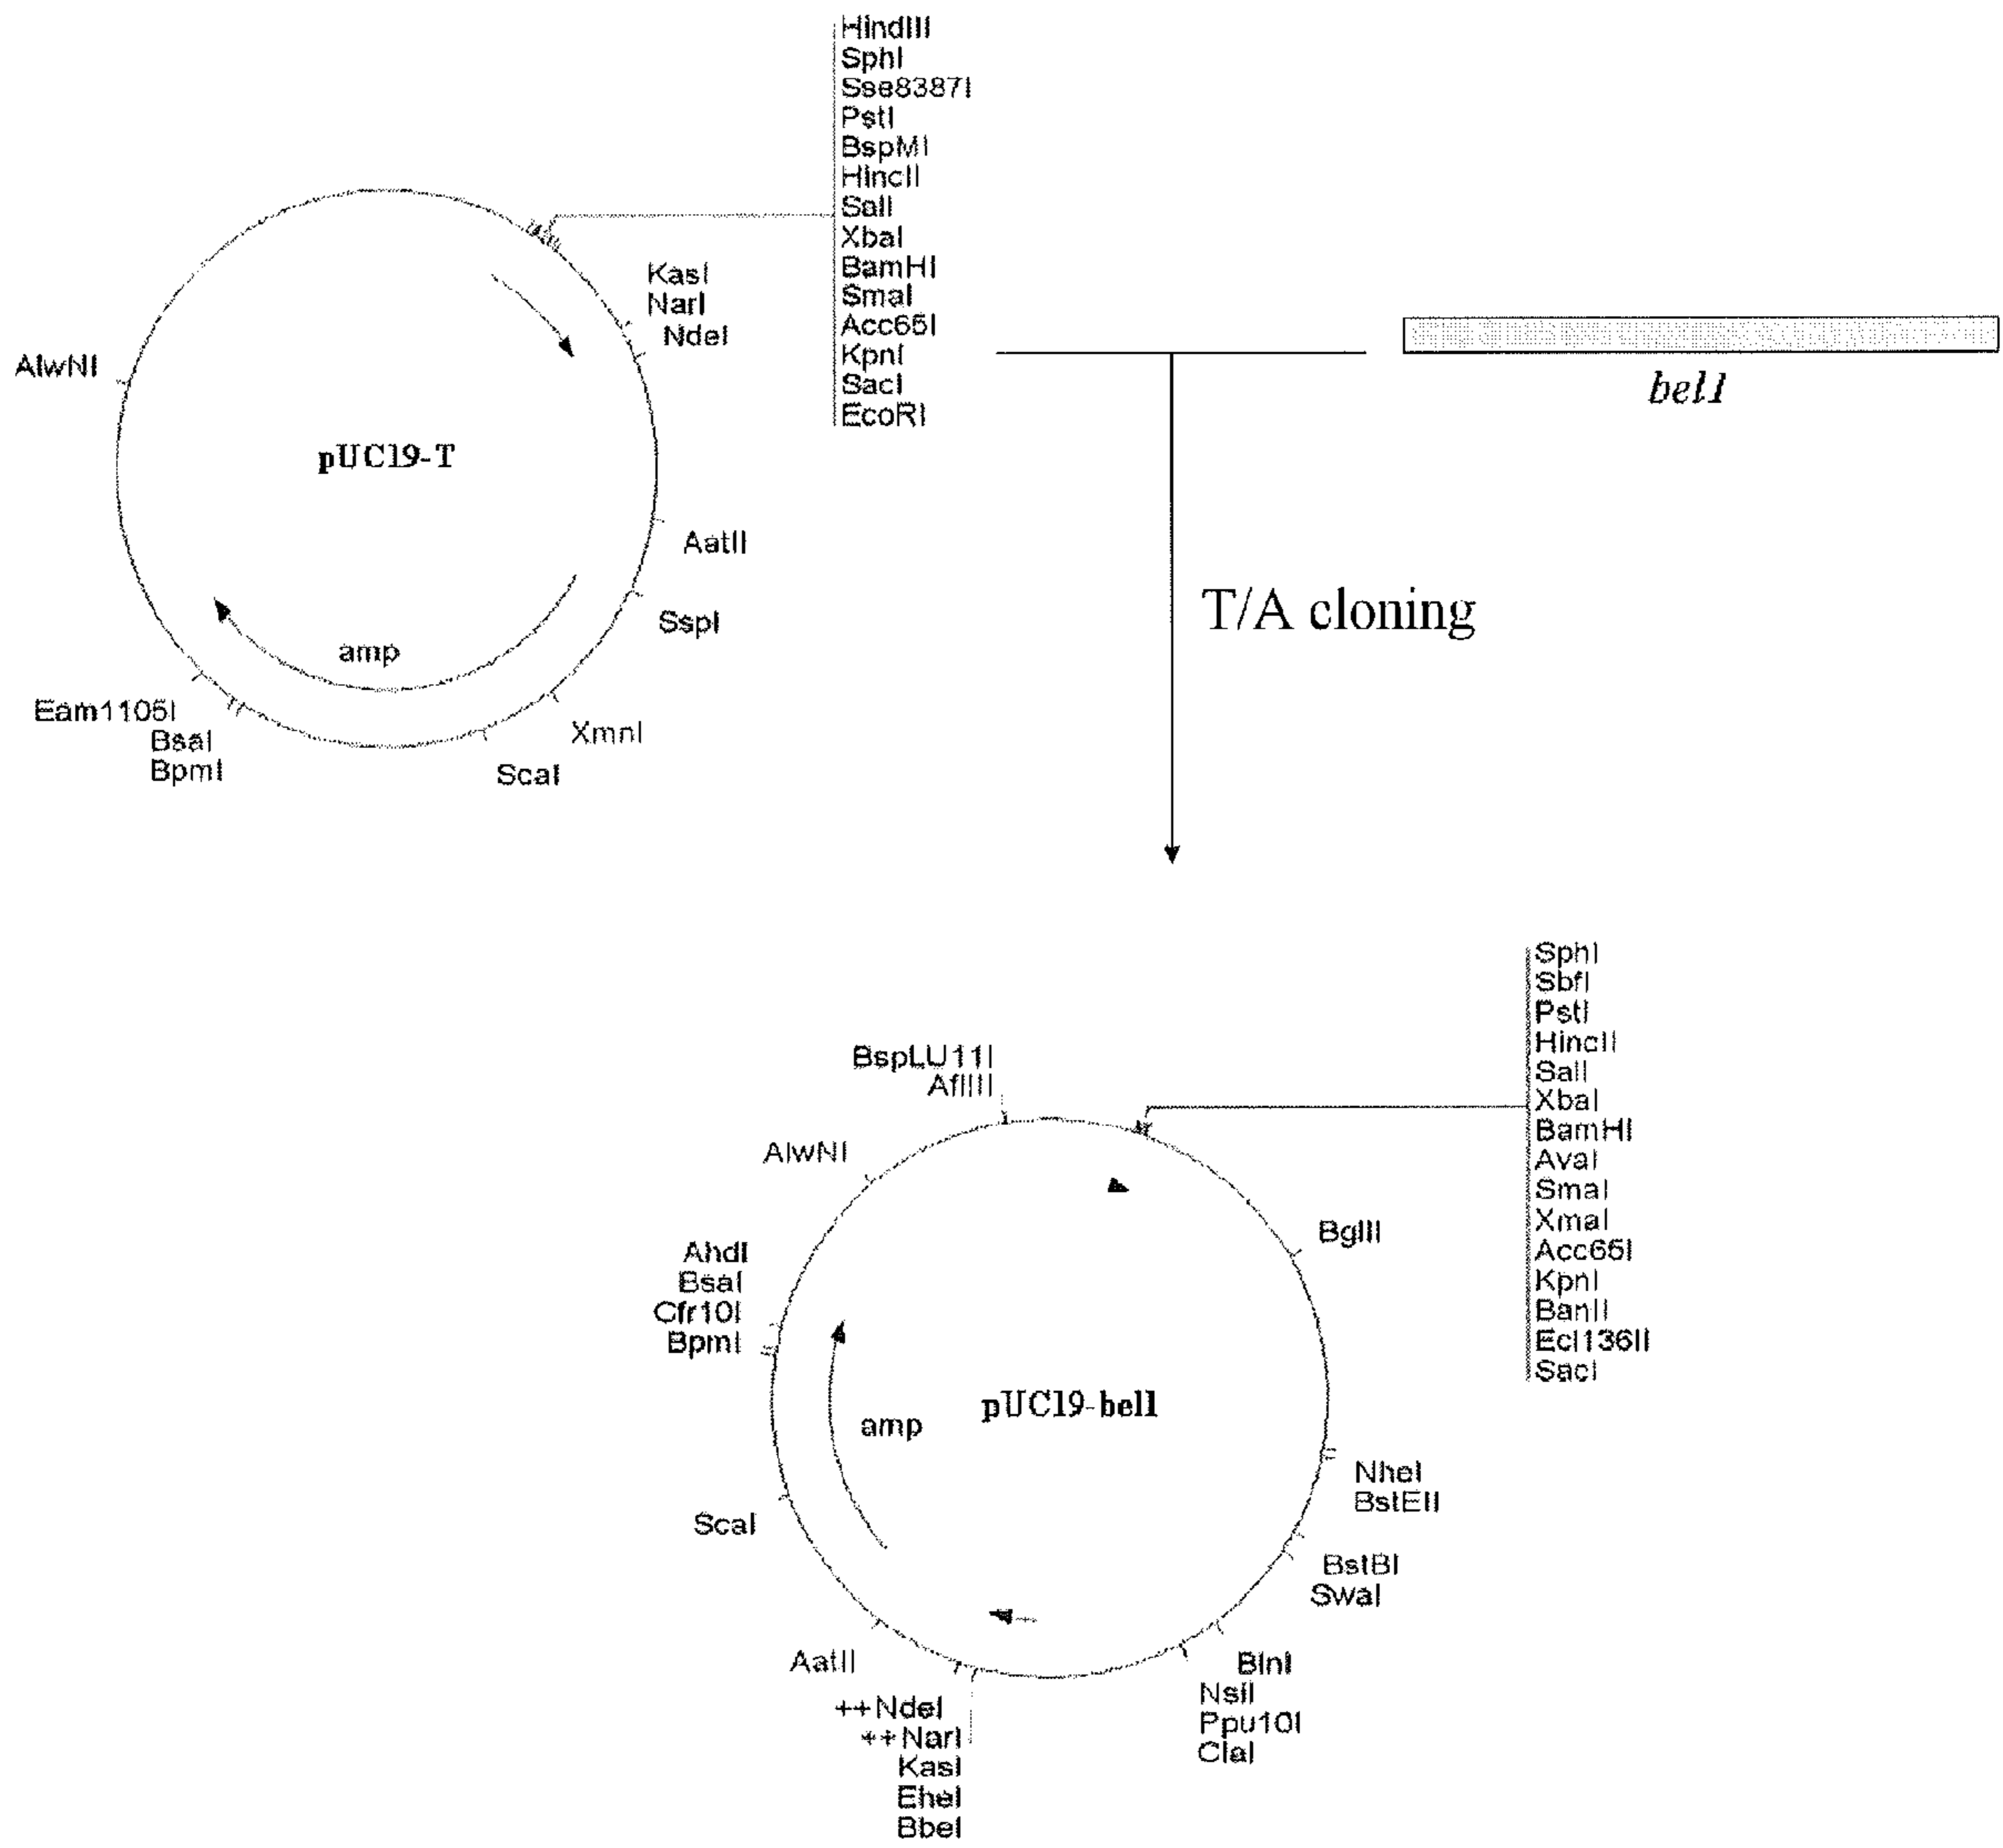 HindIII
SphI
Sse8387I
PstI
BspMI
HincII
SalI
XbaI
BamHI
SmaI
Acc65I
KpnI
SacI
EcoRI
KasI
NarI
NdeI
AlwNI
pUC19-T
bel1
AatII
SspI
amp
Eam1105I
BsaI
BpmI
XmnI
ScaI
T/A cloning
SphI
SbfI
PstI
HincII
SalI
XbaI
BamHI
AvaI
SmaI
XmaI
Acc65I
KpnI
BanII
Ecl136II
SacI
BspLU11I
AflIII
AlwNI
BglII
AhdI
BsaI
Cfr10I
BpmI
amp
pUC19-bel1
NheI
BstEII
ScaI
BstBI
SwaI
AatII
BlnI
NsiI
Ppu10I
ClaI
++NdeI
++NarI
KasI
EheI
BbeI